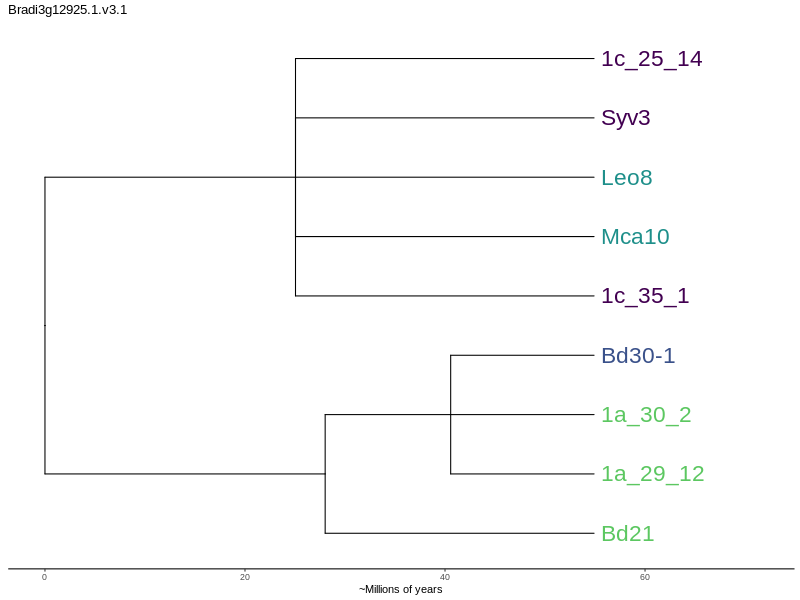 Bradi3g12925.1.v3.1
1c_25_14
Syv3
Leo8
Mca10
1c_35_1
Bd30-1
1a_30_2
1a_29_12
Bd21
0 20 40 60
~Millions of years